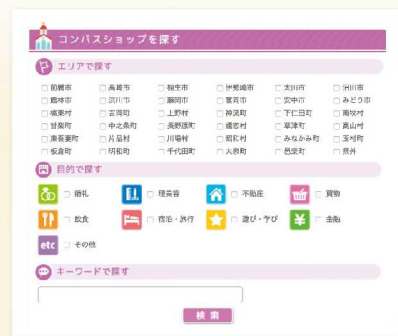 コンパスショップを探す
エリアで探す
前橋市 高崎市 桐生市 伊勢崎市 太田市 沼田市
館林市 渋川市 藤岡市 富岡市 安中市 みどり市
榛東村 吉岡町 上野村 神流町 下仁田町 南牧村
甘楽町 中之条町 長野原町 嬬恋村 草津町 高山村
東吾妻町 片品村 川場村 昭和村 みなかみ町 玉村町
板倉町 明和町 千代田町 大泉町 邑楽町 県外
目的で探す
婚礼 理美容 不動産 買物
飲食 宿泊・旅行 遊び・学び 金融
etc その他
キーワードで探す
検索